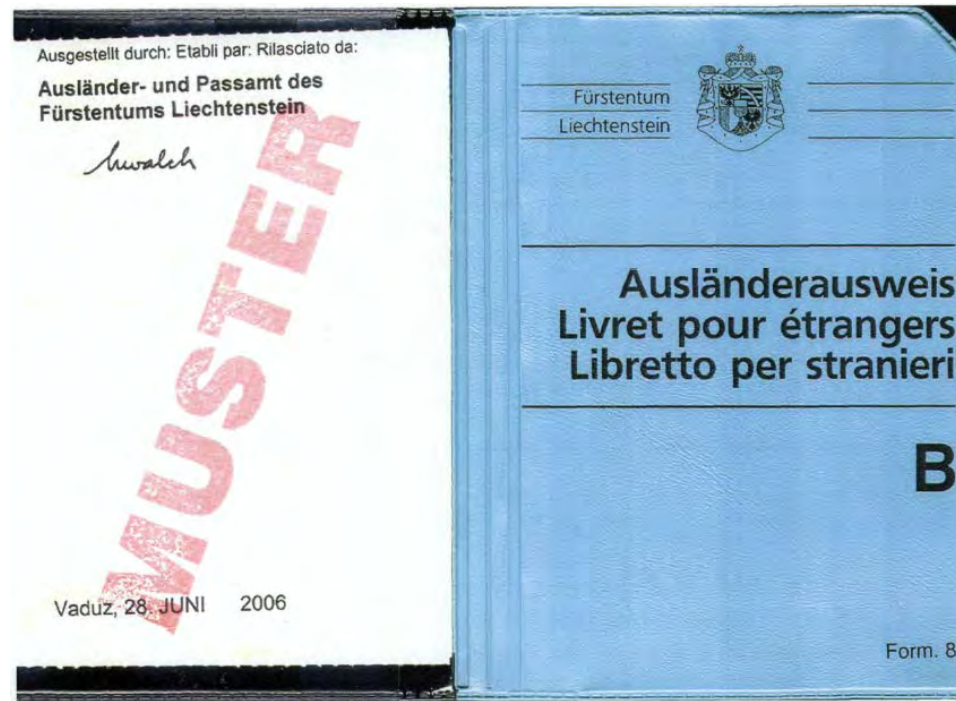 Ausgestellt durch: Etabli par: Rilasciato da:
Ausländer- und Passamt des
Fürstentums Liechtenstein
MUSTER
Vaduz, 28. JUNI 2006
Fürstentum
Liechtenstein
Ausländerausweis
Livret pour étrangers
Libretto per stranieri
B
Form. 8